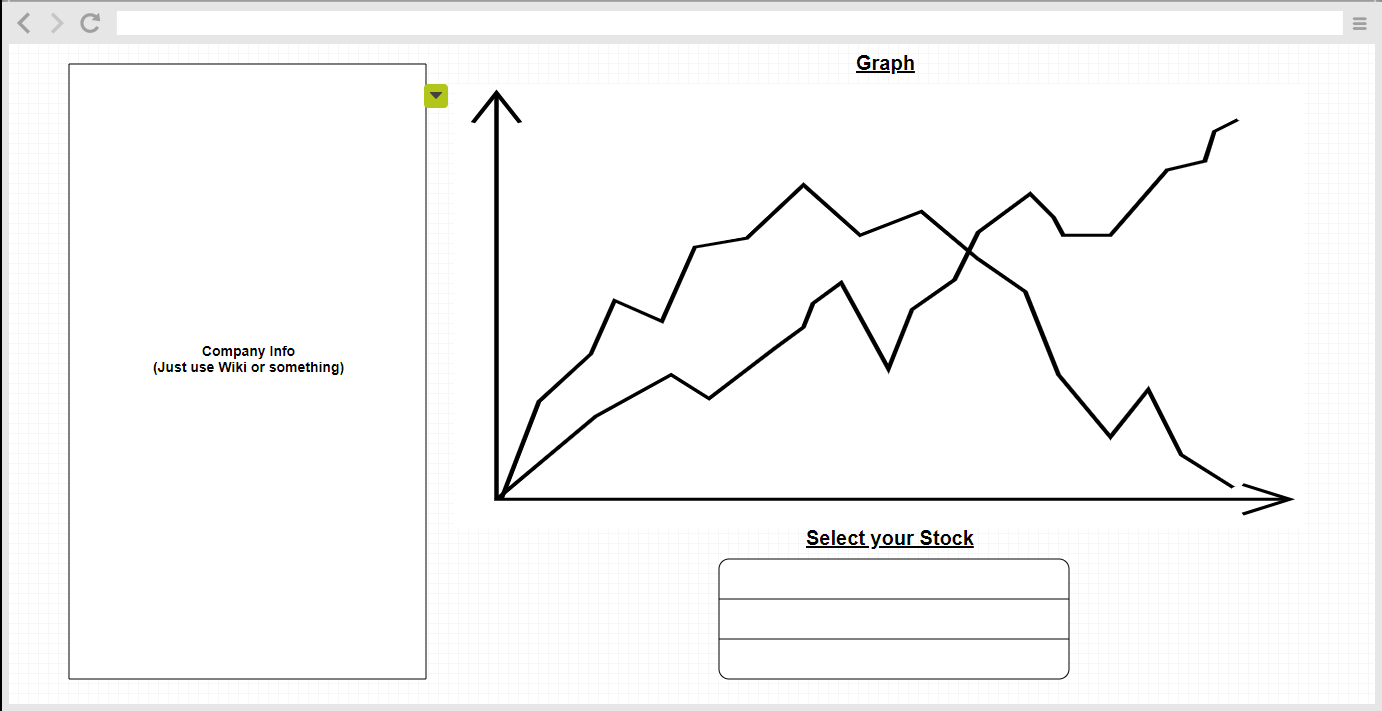 Graph
Company Info
(Just use Wiki or something)
Select your Stock